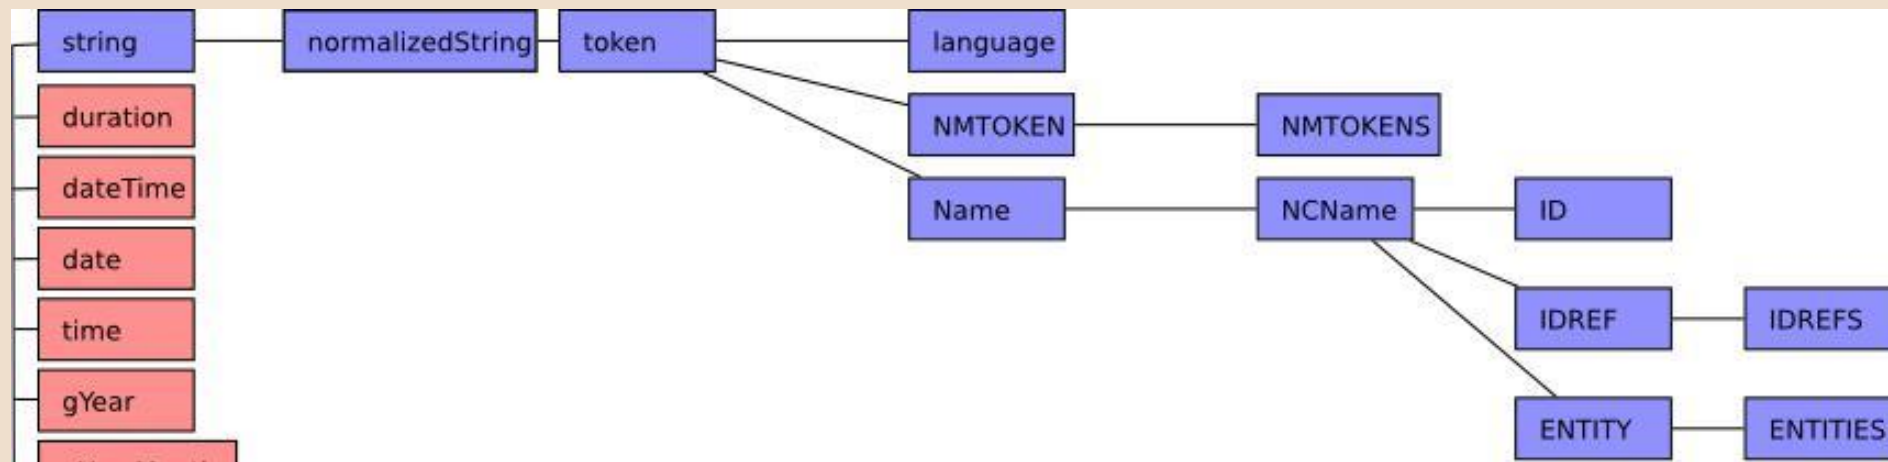 string
normalizedString
token
language
duration
NMTOKEN
NMTOKENS
dateTime
Name
NCName
ID
date
time
IDREF
IDREFS
gYear
ENTITY
ENTITIES